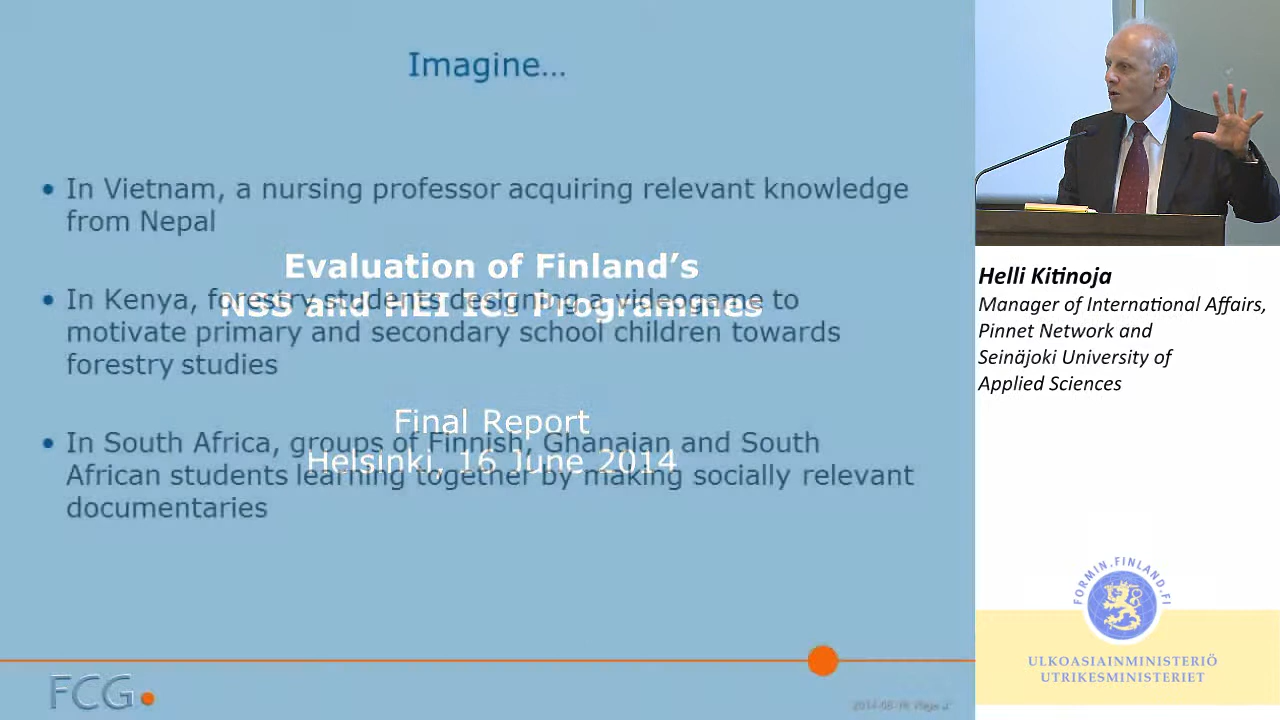 Imagine...
• In Vietnam, a nursing professor acquiring relevant knowledge
from Nepal
Evaluation of Finland's
NSS and HEI ICI Programmes
• In Kenya, forestry students designing a videogame to
motivate primary and secondary school children towards
forestry studies
Final Report
Helsinki, 16 June 2014
• In South Africa, groups of Finnish, Ghanaian and South
African students learning together by making socially relevant
documentaries
FCG
Helli Kitinoja
Manager of International Affairs,
Pinnet Network and
Seinäjoki University of
Applied Sciences
FORMIN.FINLAND.FI
ULKOASIAINMINISTERIÖ
UTRIKESMINISTERIET